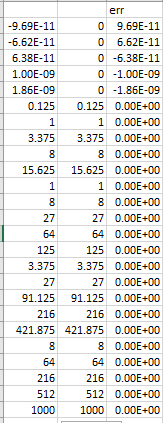 err
-9.69E-11 0 9.69E-11
-6.62E-11 0 6.62E-11
6.38E-11 0 -6.38E-11
1.00E-09 0 -1.00E-09
1.86E-09 0 -1.86E-09
0.125 0.125 0.00E+00
1 1 0.00E+00
3.375 3.375 0.00E+00
8 8 0.00E+00
15.625 15.625 0.00E+00
1 1 0.00E+00
8 8 0.00E+00
27 27 0.00E+00
64 64 0.00E+00
125 125 0.00E+00
3.375 3.375 0.00E+00
27 27 0.00E+00
91.125 91.125 0.00E+00
216 216 0.00E+00
421.875 421.875 0.00E+00
8 8 0.00E+00
64 64 0.00E+00
216 216 0.00E+00
512 512 0.00E+00
1000 1000 0.00E+00